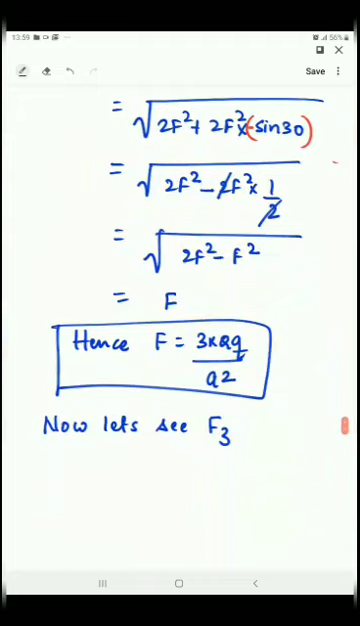 13:59
56%
Save
= √2F²+ 2F²×(-sin30)
= √2F² - 2F² × 1/2
= √2F² - F²
= F
Hence F = 3KQq/a2
Now lets see F₃